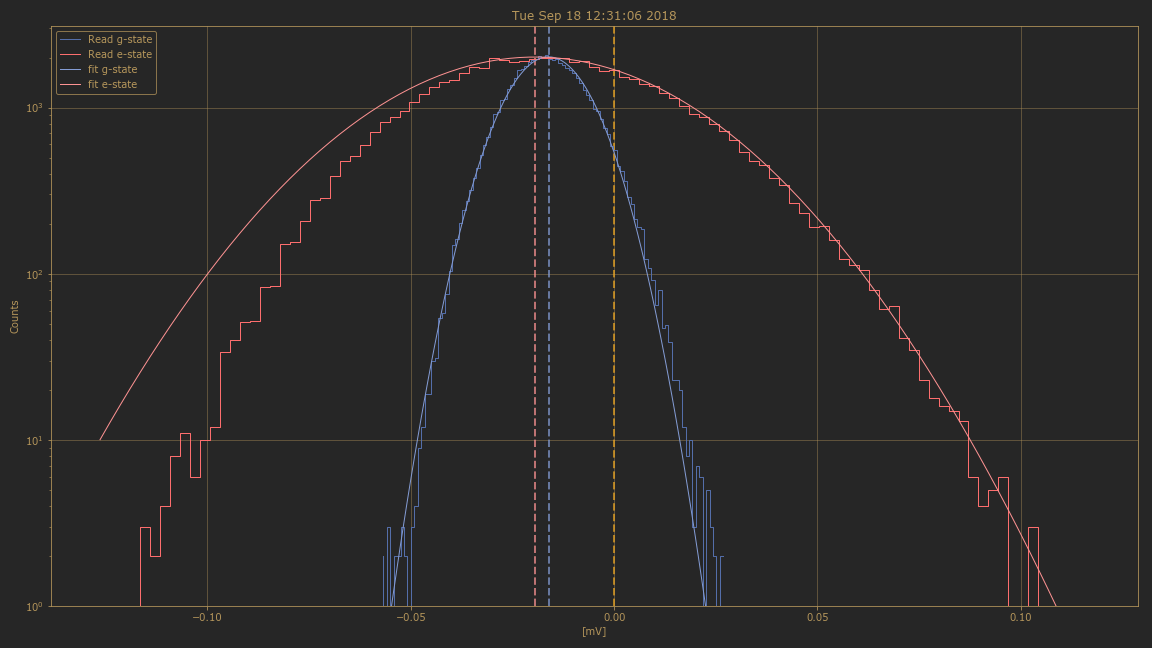 Tue Sep 18 12:31:06 2018
Read g-state
Read e-state
fit g-state
fit e-state
10³
10²
10¹
10⁰
Counts
−0.10 −0.05 0.00 0.05 0.10
[mV]